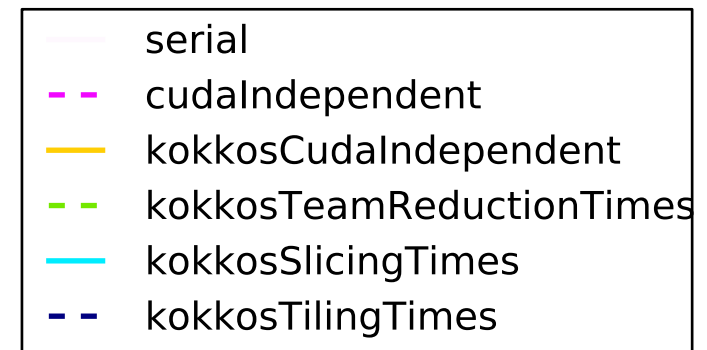 serial
cudaIndependent
kokkosCudaIndependent
kokkosTeamReductionTimes
kokkosSlicingTimes
kokkosTilingTimes